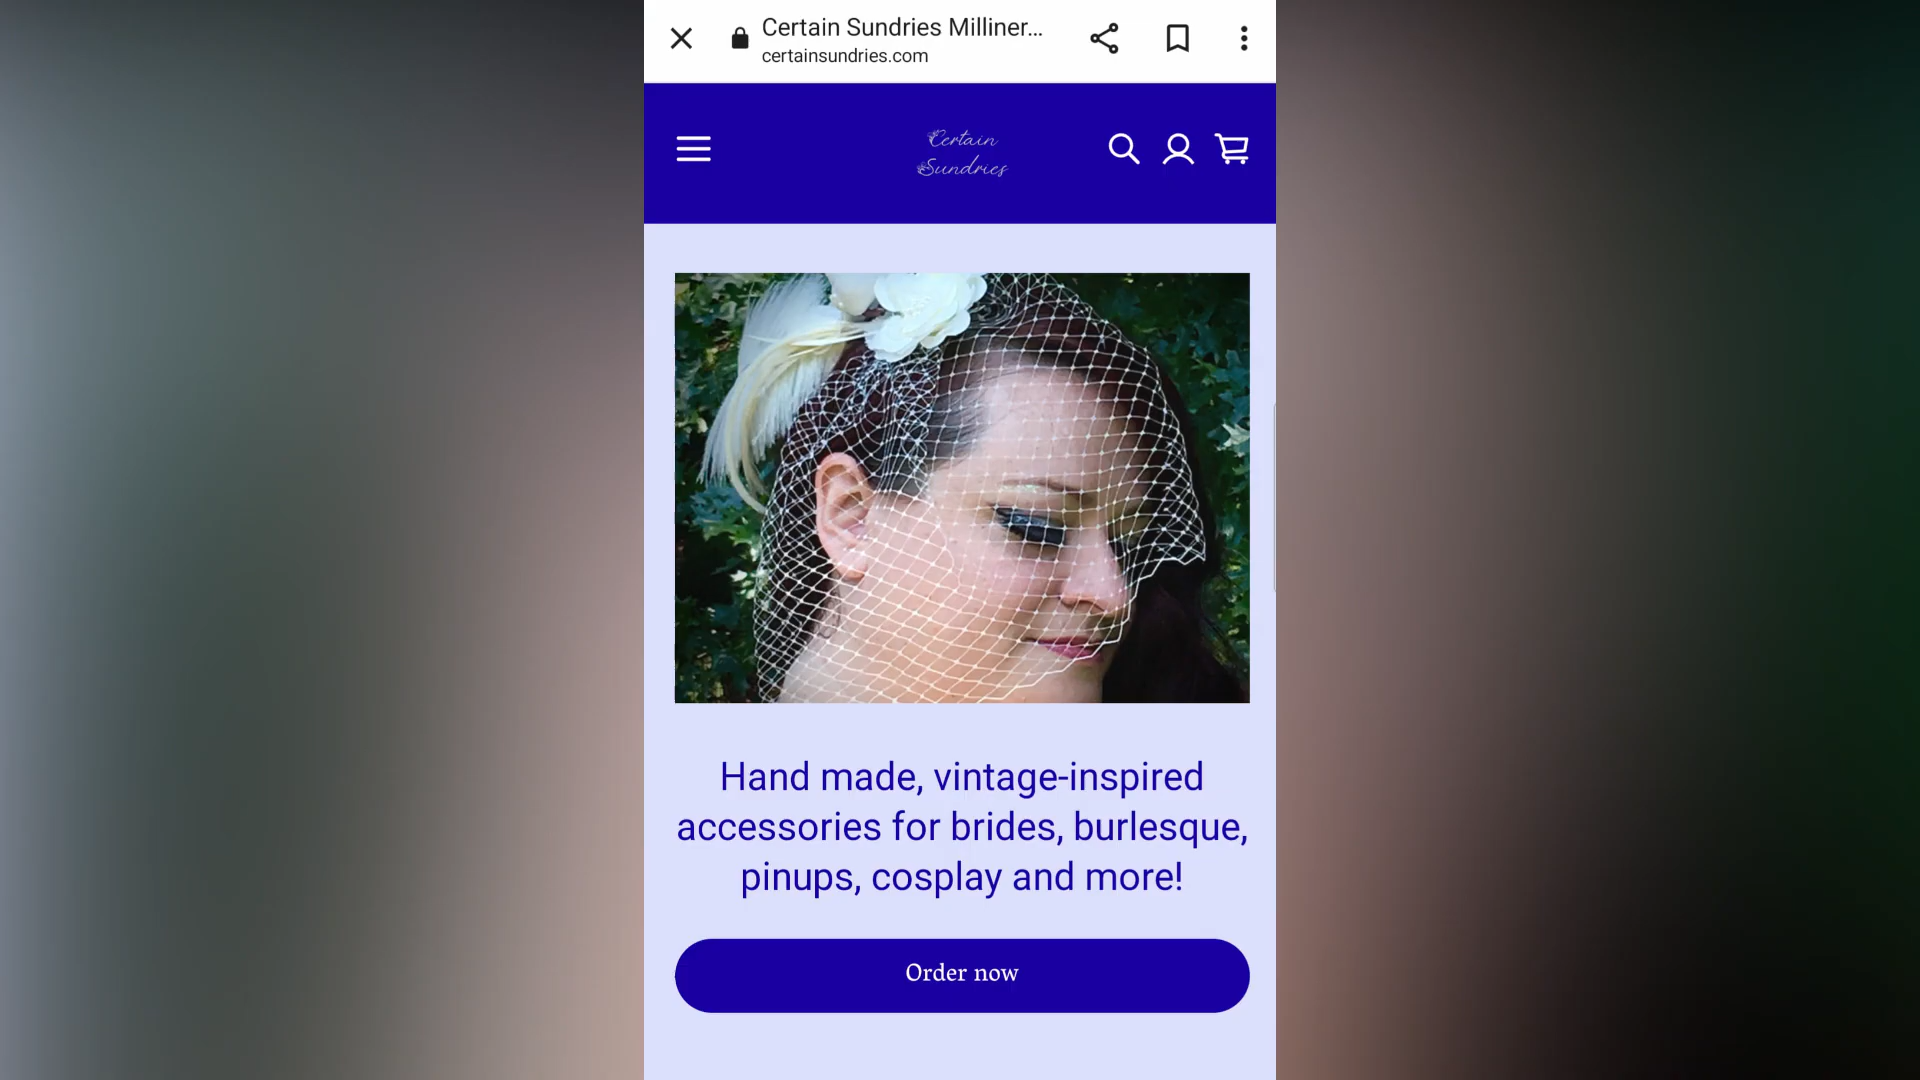 Certain Sundries Milliner...
certainsundries.com
Certain
Sundries
Hand made, vintage-inspired
accessories for brides, burlesque,
pinups, cosplay and more!
Order now